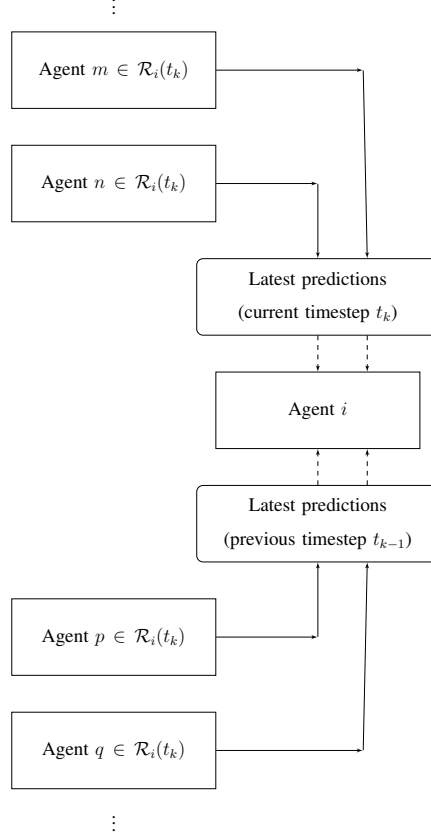 ⋮
Agent m ∈ ℛᵢ(tₖ)
Agent n ∈ ℛᵢ(tₖ)
Latest predictions
(current timestep tₖ)
Agent i
Latest predictions
(previous timestep tₖ₋₁)
Agent p ∈ ℛᵢ(tₖ)
Agent q ∈ ℛᵢ(tₖ)
⋮